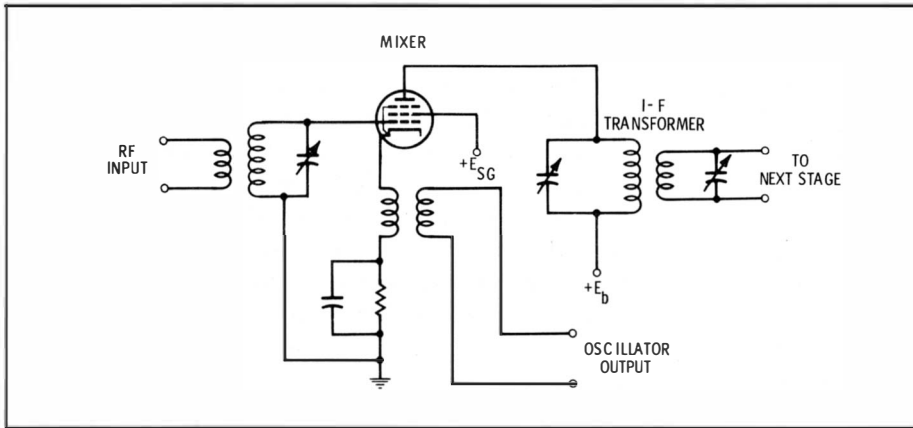 MIXER
I-F
TRANSFORMER
RF
INPUT
+E SG
TO
NEXT STAGE
+E b
OSCILLATOR
OUTPUT